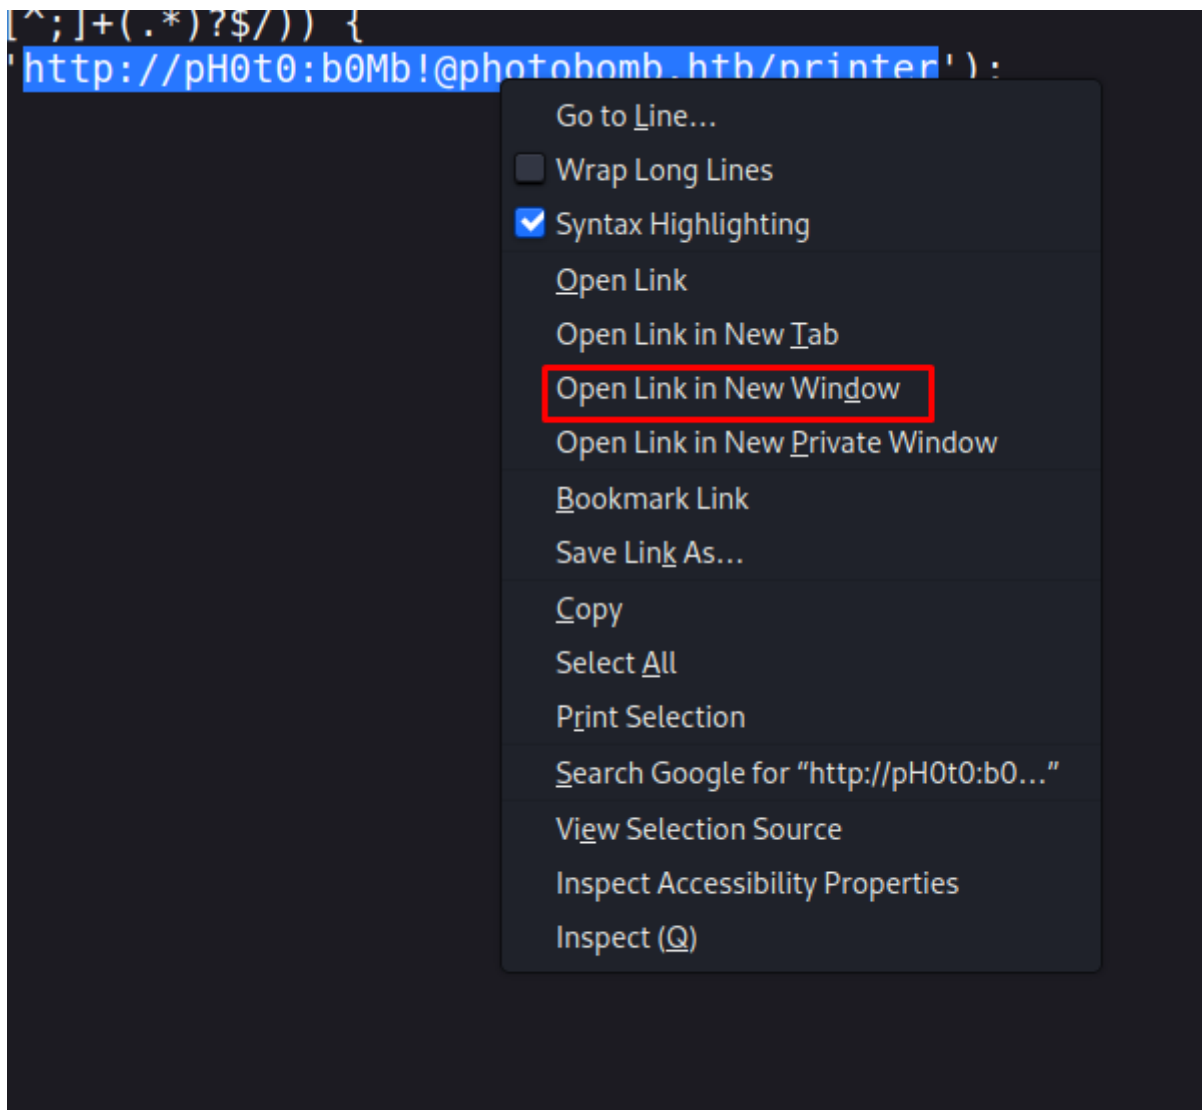 [^;]+(.*)?$/)) {
'http://pH0t0:b0Mb!@photobomb.htb/printer');
Go to Line...
Wrap Long Lines
Syntax Highlighting
Open Link
Open Link in New Tab
Open Link in New Window
Open Link in New Private Window
Bookmark Link
Save Link As...
Copy
Select All
Print Selection
Search Google for “http://pH0t0:b0...”
View Selection Source
Inspect Accessibility Properties
Inspect (Q)